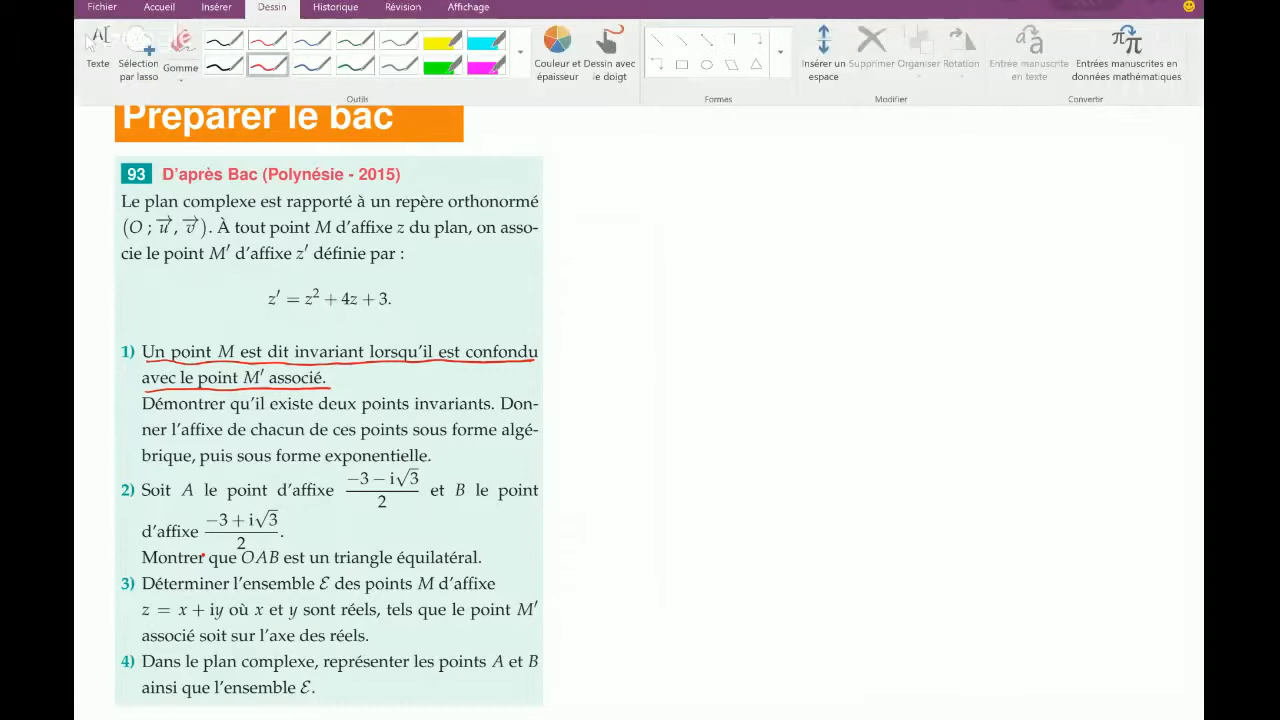 Fichier Accueil Insérer Dessin Historique Révision Affichage
Texte
Sélection par lasso
Gomme
Couleur et épaisseur
Dessin avec le doigt
Insérer un espace
Supprimer
Organiser
Rotation
Entrée manuscrite en texte
Entrées manuscrites en données mathématiques
Outils Formes Modifier Convertir
Préparer le bac
93 D'après Bac (Polynésie - 2015)
Le plan complexe est rapporté à un repère orthonormé
(O ; u⃗, v⃗). À tout point M d'affixe z du plan, on asso-
cie le point M′ d'affixe z′ définie par :
z′ = z² + 4z + 3.
1) Un point M est dit invariant lorsqu'il est confondu
avec le point M′ associé.
Démontrer qu'il existe deux points invariants. Don-
ner l'affixe de chacun de ces points sous forme algé-
brique, puis sous forme exponentielle.
2) Soit A le point d'affixe (−3 − i√3)/2 et B le point
d'affixe (−3 + i√3)/2.
Montrer que OAB est un triangle équilatéral.
3) Déterminer l'ensemble ℰ des points M d'affixe
z = x + iy où x et y sont réels, tels que le point M′
associé soit sur l'axe des réels.
4) Dans le plan complexe, représenter les points A et B
ainsi que l'ensemble ℰ.